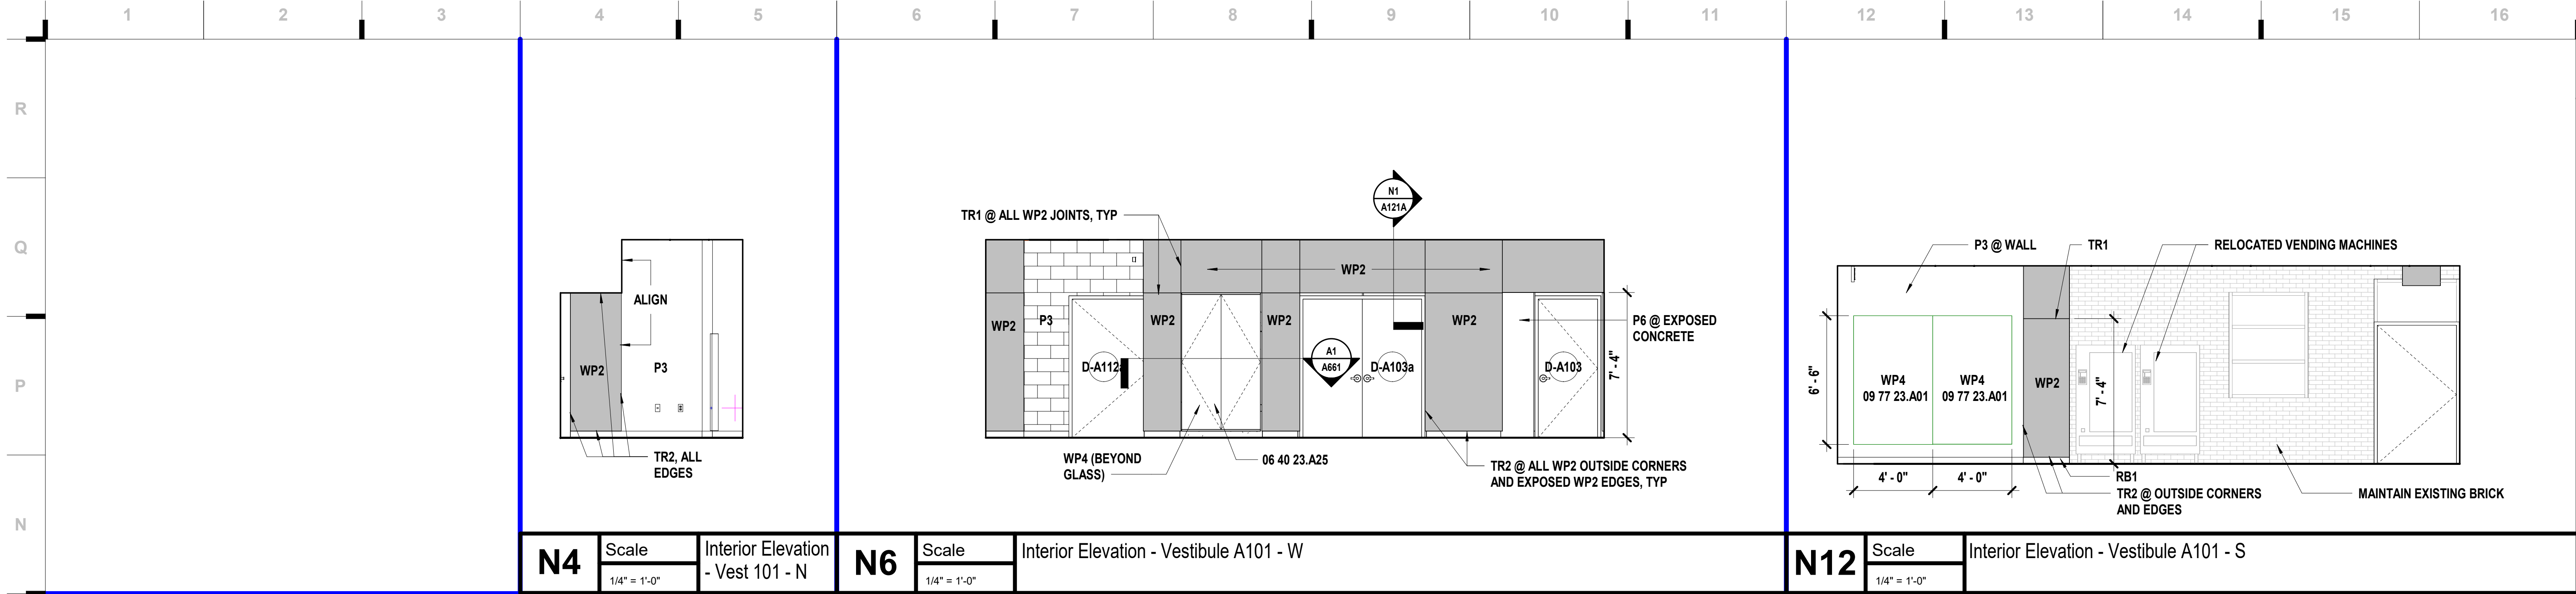 1 2 3 4 5 6 7 8 9 10 11 12 13 14 15 16
R
Q
P
N
ALIGN
WP2
P3
TR2, ALL
EDGES
N4
Scale
1/4" = 1'-0"
Interior Elevation
- Vest 101 - N
N1
A121A
TR1 @ ALL WP2 JOINTS, TYP
WP2
WP2
P3
WP2
WP2
WP2
P6 @ EXPOSED
CONCRETE
D-A112a
A1
A661
D-A103a
D-A103
7' - 4"
WP4 (BEYOND
GLASS)
06 40 23.A25
TR2 @ ALL WP2 OUTSIDE CORNERS
AND EXPOSED WP2 EDGES, TYP
N6
Scale
1/4" = 1'-0"
Interior Elevation - Vestibule A101 - W
P3 @ WALL
TR1
RELOCATED VENDING MACHINES
6' - 6"
WP4
09 77 23.A01
WP4
09 77 23.A01
WP2
7' - 4"
4' - 0"
4' - 0"
RB1
TR2 @ OUTSIDE CORNERS
AND EDGES
MAINTAIN EXISTING BRICK
N12
Scale
1/4" = 1'-0"
Interior Elevation - Vestibule A101 - S